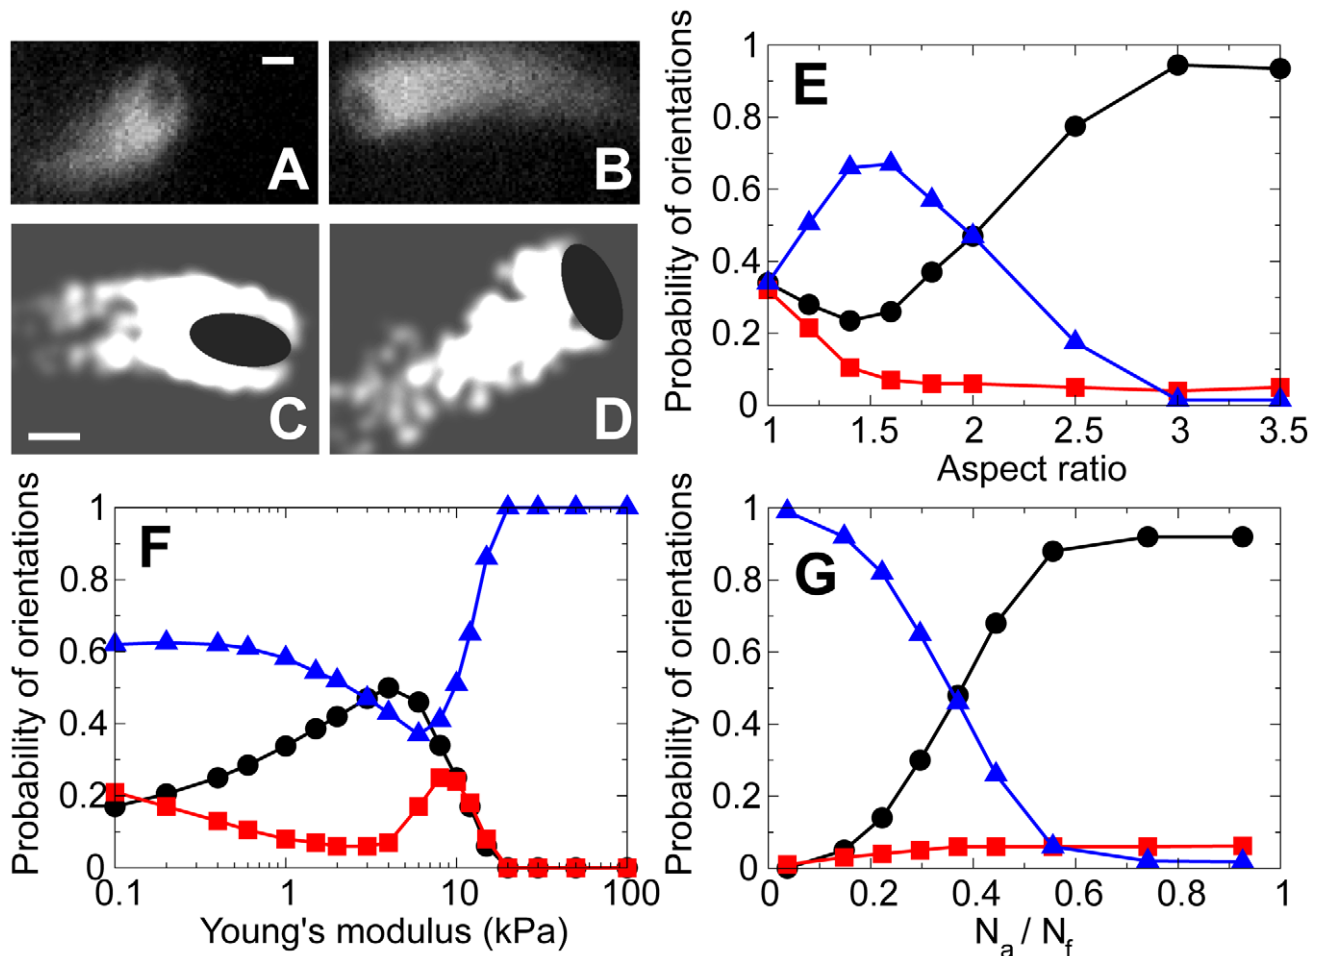 A
B
C
D
E
Probability of orientations
1
0.8
0.6
0.4
0.2
0
1 1.5 2 2.5 3 3.5
Aspect ratio
F
Probability of orientations
1
0.8
0.6
0.4
0.2
0
0.1 1 10 100
Young's modulus (kPa)
G
Probability of orientations
1
0.8
0.6
0.4
0.2
0
0 0.2 0.4 0.6 0.8 1
Na / Nf